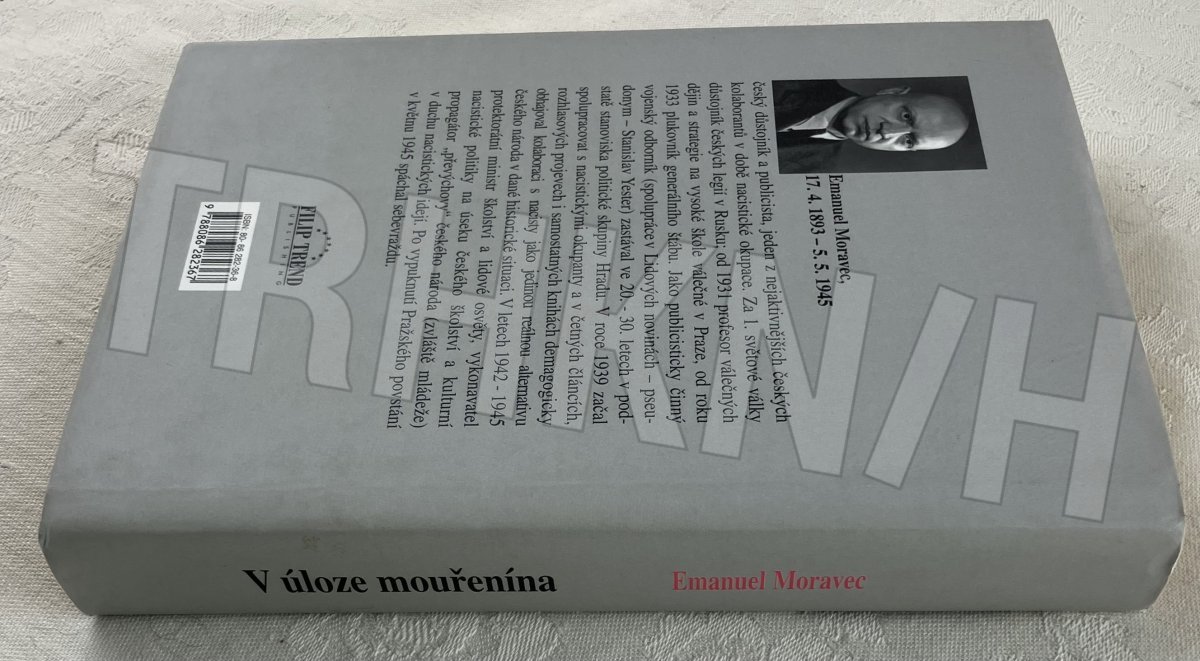 Emanuel Moravec,
17. 4. 1893 – 5. 5. 1945
český důstojník a publicista, jeden z nejaktivnějších českých
kolaborantů v době nacistické okupace. Za 1. světové války
důstojník českých legií v Rusku; od 1931 profesor válečných
dějin a strategie na vysoké škole válečné v Praze, od roku
1933 plukovník generálního štábu. Jako publicisticky činný
vojenský odborník (spolupráce v Lidových novinách – pseu-
donym – Stanislav Yester) zastával ve 20. - 30. letech v pod-
statě stanoviska politické skupiny Hradu. V roce 1939 začal
spolupracovat s nacistickými okupanty a v četných článcích,
rozhlasových projevech i samostatných knihách demagogicky
obhajoval kolaboraci s nacisty jako jedinou reálnou alternativu
českého národa v dané historické situaci. V letech 1942 - 1945
protektorátní ministr školství a lidové osvěty, vykonavatel
nacistické politiky na úseku českého školství a kulturní
propagátor „převýchovy“ českého národa (zvláště mládeže)
v duchu nacistických idejí. Po vypuknutí Pražského povstání
v květnu 1945 spáchal sebevraždu.
FILIP TREND
PUBLISHING
ISBN: 80-86282-36-8
9 788086 282367
V úloze mouřenína
Emanuel Moravec
TRHKNIH